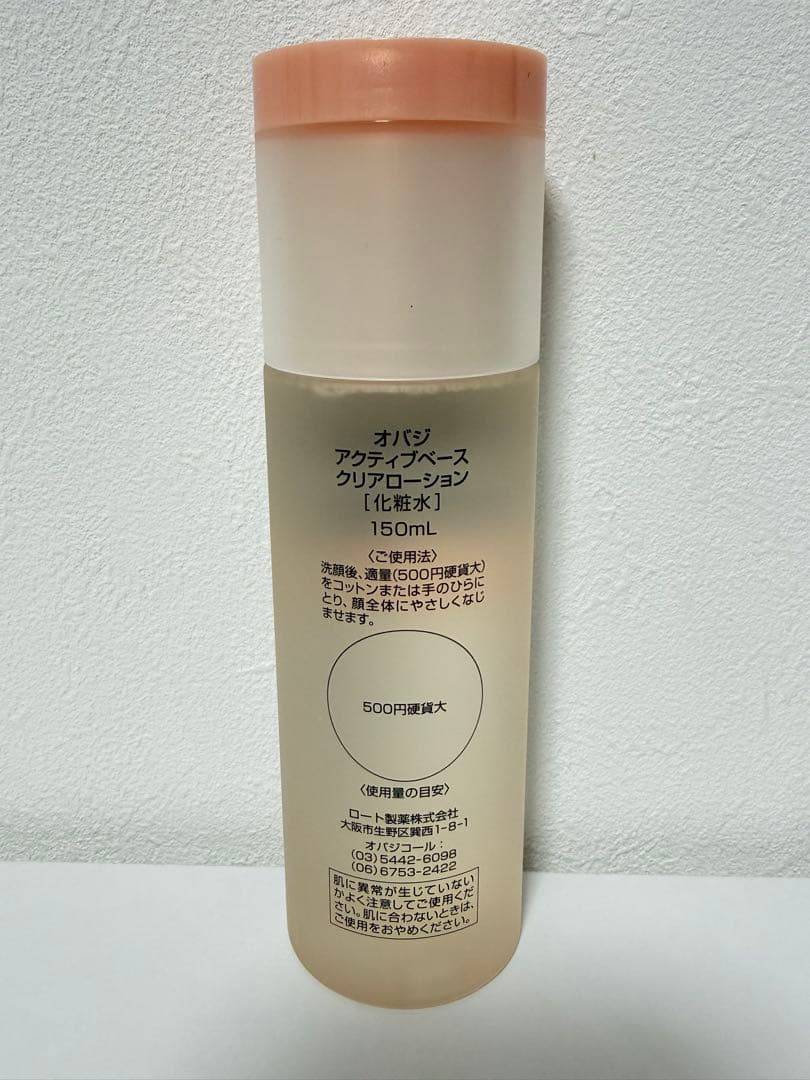 オバジ
アクティブベース
クリアローション
[化粧水]
150mL
〈ご使用法〉
洗顔後、適量(500円硬貨大)
をコットンまたは手のひらに
とり、顔全体にやさしくなじ
ませます。
500円硬貨大
〈使用量の目安〉
ロート製薬株式会社
大阪市生野区巽西1-8-1
オバジコール：
(03)5442-6098
(06)6753-2422
肌に異常が生じていない
かよく注意してご使用くだ
さい。肌に合わないときは、
ご使用をおやめください。